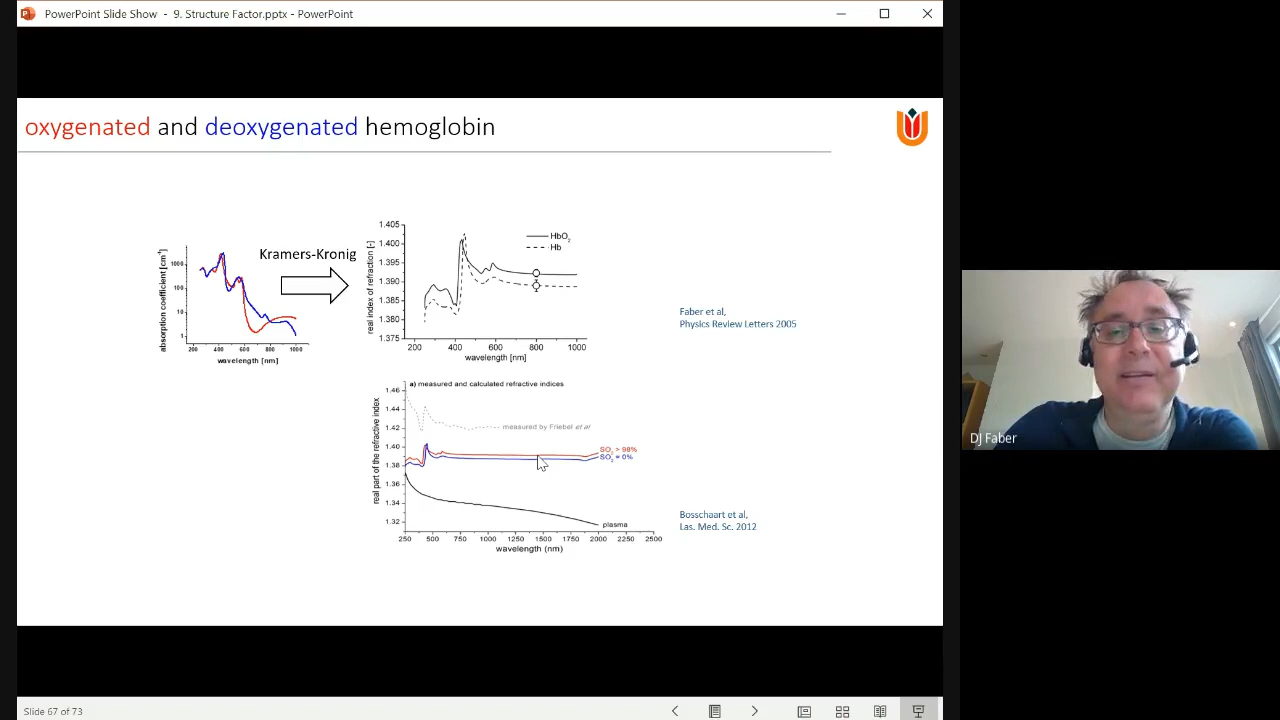 PowerPoint Slide Show - 9. Structure Factor.pptx - PowerPoint
oxygenated and deoxygenated hemoglobin
absorption coefficient [cm⁻¹]
1000
100
10
1
200 400 600 800 1000
wavelength [nm]
Kramers-Kronig
real index of refraction [-]
1.405
1.400
1.395
1.390
1.385
1.380
1.375
HbO₂
Hb
200 400 600 800 1000
wavelength [nm]
Faber et al,
Physics Review Letters 2005
a) measured and calculated refractive indices
real part of the refractive index
1.46
1.44
1.42
1.40
1.38
1.36
1.34
1.32
measured by Friebel et al
SO₂ > 98%
SO₂ = 0%
plasma
250 500 750 1000 1250 1500 1750 2000 2250 2500
wavelength (nm)
Bosschaart et al,
Las. Med. Sc. 2012
DJ Faber
Slide 67 of 73